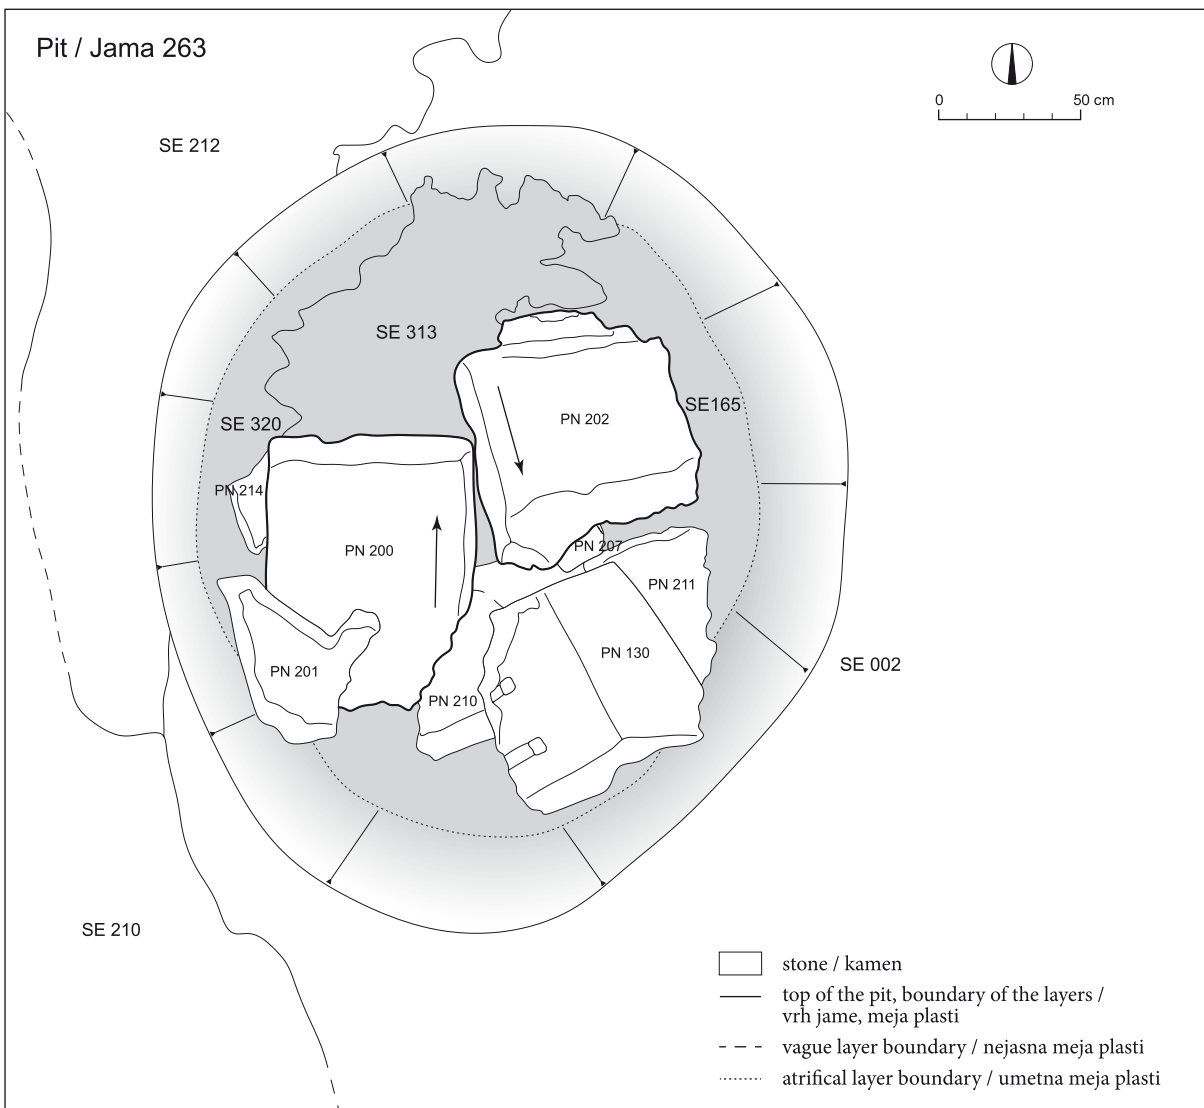 Pit / Jama 263
0 50 cm
SE 212
SE 313
SE165
PN 202
SE 320
PN 214
PN 200
PN 207
PN 211
PN 130
SE 002
PN 201
PN 210
SE 210
stone / kamen
top of the pit, boundary of the layers /
vrh jame, meja plasti
vague layer boundary / nejasna meja plasti
atrifical layer boundary / umetna meja plasti